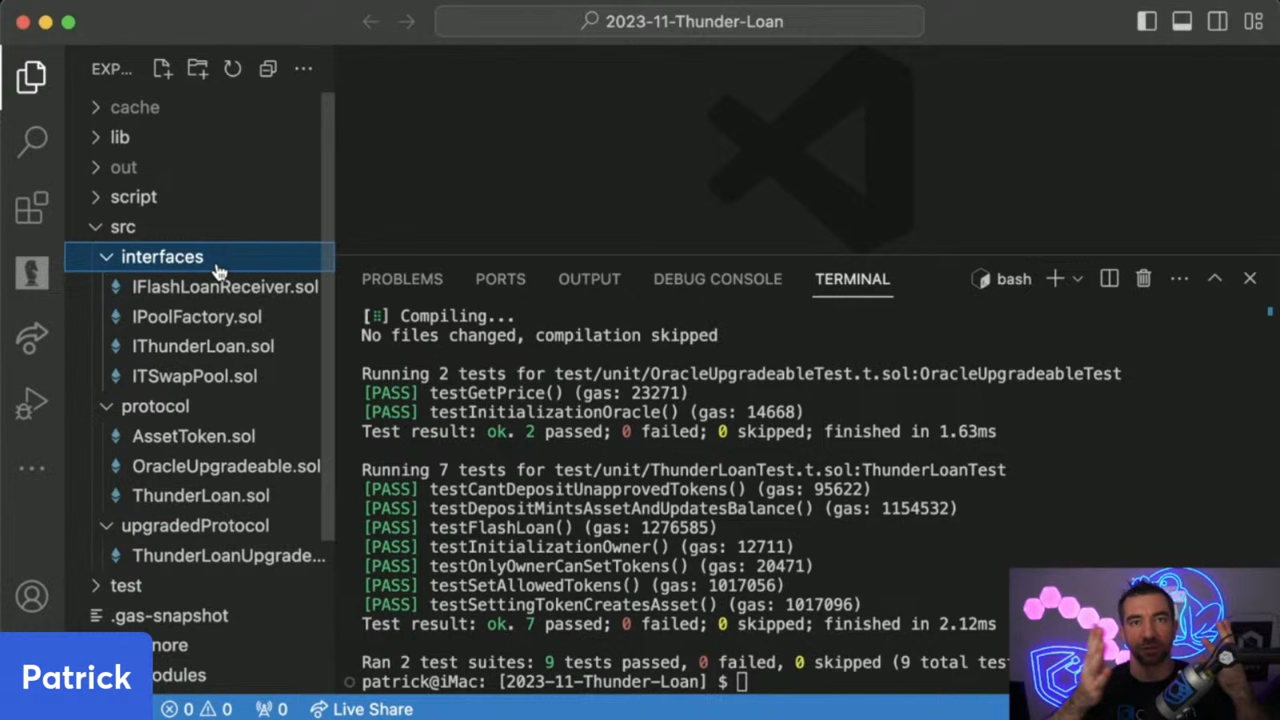 2023-11-Thunder-Loan
EXP...
cache
lib
out
script
src
interfaces
IFlashLoanReceiver.sol
IPoolFactory.sol
IThunderLoan.sol
ITSwapPool.sol
protocol
AssetToken.sol
OracleUpgradeable.sol
ThunderLoan.sol
upgradedProtocol
ThunderLoanUpgrade...
test
.gas-snapshot
nore
odules
PROBLEMS PORTS OUTPUT DEBUG CONSOLE TERMINAL bash
[⠿] Compiling...
No files changed, compilation skipped
Running 2 tests for test/unit/OracleUpgradeableTest.t.sol:OracleUpgradeableTest
[PASS] testGetPrice() (gas: 23271)
[PASS] testInitializationOracle() (gas: 14668)
Test result: ok. 2 passed; 0 failed; 0 skipped; finished in 1.63ms
Running 7 tests for test/unit/ThunderLoanTest.t.sol:ThunderLoanTest
[PASS] testCantDepositUnapprovedTokens() (gas: 95622)
[PASS] testDepositMintsAssetAndUpdatesBalance() (gas: 1154532)
[PASS] testFlashLoan() (gas: 1276585)
[PASS] testInitializationOwner() (gas: 12711)
[PASS] testOnlyOwnerCanSetTokens() (gas: 20471)
[PASS] testSetAllowedTokens() (gas: 1017056)
[PASS] testSettingTokenCreatesAsset() (gas: 1017096)
Test result: ok. 7 passed; 0 failed; 0 skipped; finished in 2.12ms
Ran 2 test suites: 9 tests passed, 0 failed, 0 skipped (9 total tes
patrick@iMac: [2023-11-Thunder-Loan] $
Patrick
0 0 0 Live Share